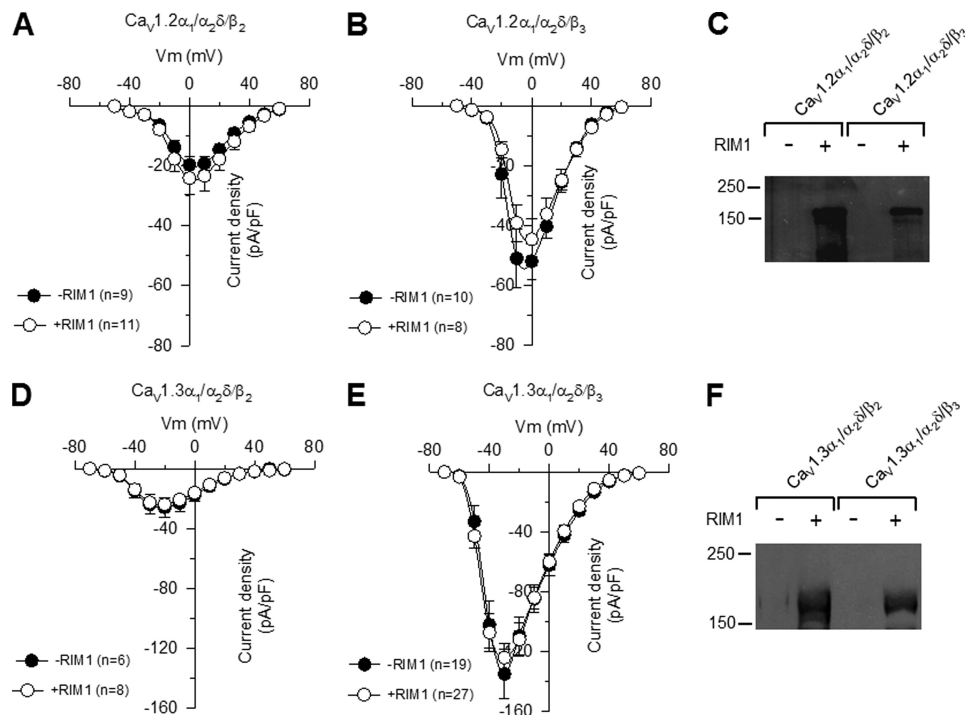 A
CaV1.2α1/α2δ/β2
Vm (mV)
-80 -40 0 40 80
-20
-40
-60
-80
Current density
(pA/pF)
-RIM1 (n=9)
+RIM1 (n=11)
B
CaV1.2α1/α2δ/β3
Vm (mV)
-80 -40 0 40 80
-20
-40
-60
-80
Current density
(pA/pF)
-RIM1 (n=10)
+RIM1 (n=8)
C
CaV1.2α1/α2δ/β2
CaV1.2α1/α2δ/β3
RIM1 - + - +
250
150
D
CaV1.3α1/α2δ/β2
Vm (mV)
-80 -40 0 40 80
-40
-80
-120
-160
Current density
(pA/pF)
-RIM1 (n=6)
+RIM1 (n=8)
E
CaV1.3α1/α2δ/β3
Vm (mV)
-80 -40 0 40 80
-40
-80
-120
-160
Current density
(pA/pF)
-RIM1 (n=19)
+RIM1 (n=27)
F
CaV1.3α1/α2δ/β2
CaV1.3α1/α2δ/β3
RIM1 - + - +
250
150